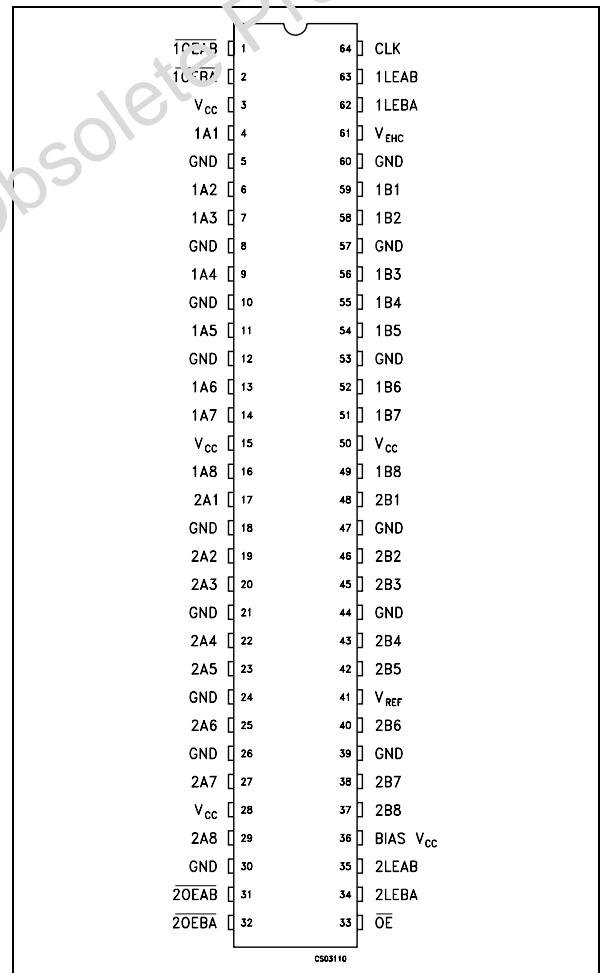 Obsolete Pro
1OEAB 1 64 CLK
1OEBA 2 63 1LEAB
VCC 3 62 1LEBA
1A1 4 61 VEHC
GND 5 60 GND
1A2 6 59 1B1
1A3 7 58 1B2
GND 8 57 GND
1A4 9 56 1B3
GND 10 55 1B4
1A5 11 54 1B5
GND 12 53 GND
1A6 13 52 1B6
1A7 14 51 1B7
VCC 15 50 VCC
1A8 16 49 1B8
2A1 17 48 2B1
GND 18 47 GND
2A2 19 46 2B2
2A3 20 45 2B3
GND 21 44 GND
2A4 22 43 2B4
2A5 23 42 2B5
GND 24 41 VREF
2A6 25 40 2B6
GND 26 39 GND
2A7 27 38 2B7
VCC 28 37 2B8
2A8 29 36 BIAS VCC
GND 30 35 2LEAB
2OEAB 31 34 2LEBA
2OEBA 32 33 OE
CS03110